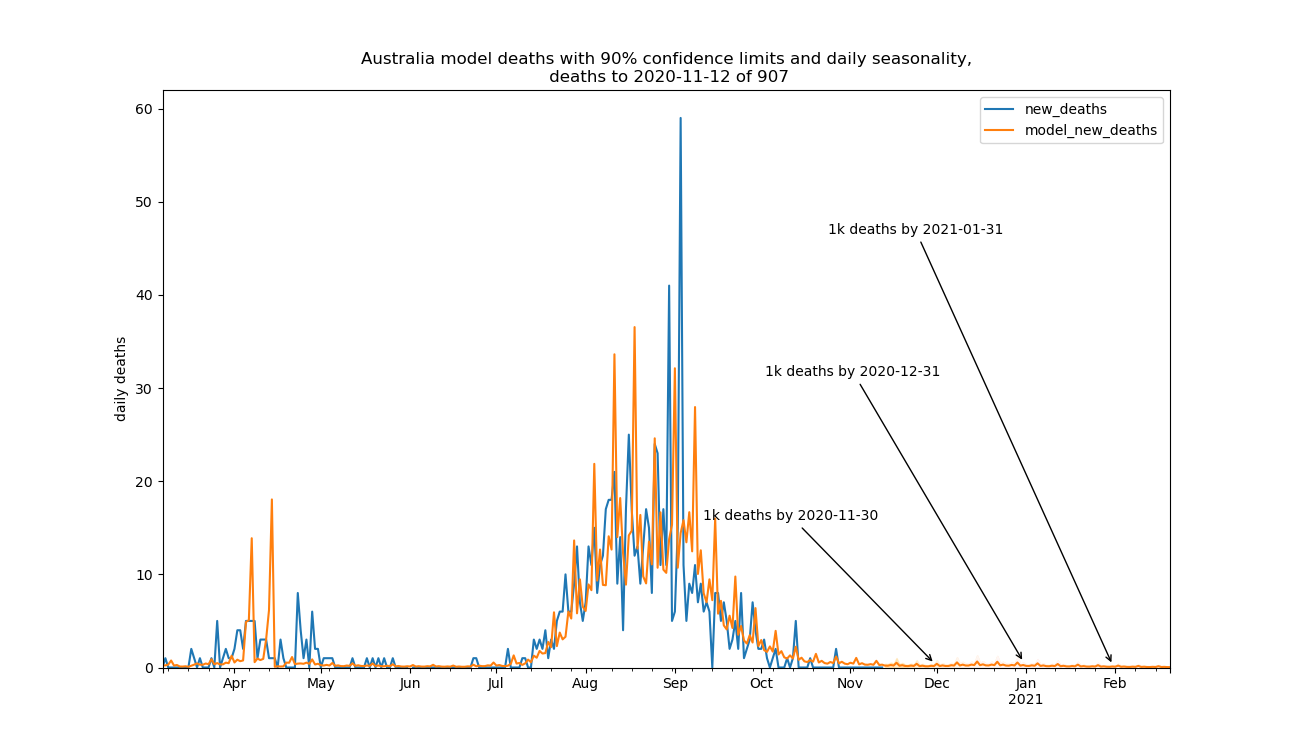 Australia model deaths with 90% confidence limits and daily seasonality,
deaths to 2020-11-12 of 907
new_deaths
model_new_deaths
daily deaths
60
50
40
30
20
10
0
1k deaths by 2021-01-31
1k deaths by 2020-12-31
1k deaths by 2020-11-30
Apr May Jun Jul Aug Sep Oct Nov Dec Jan Feb
2021